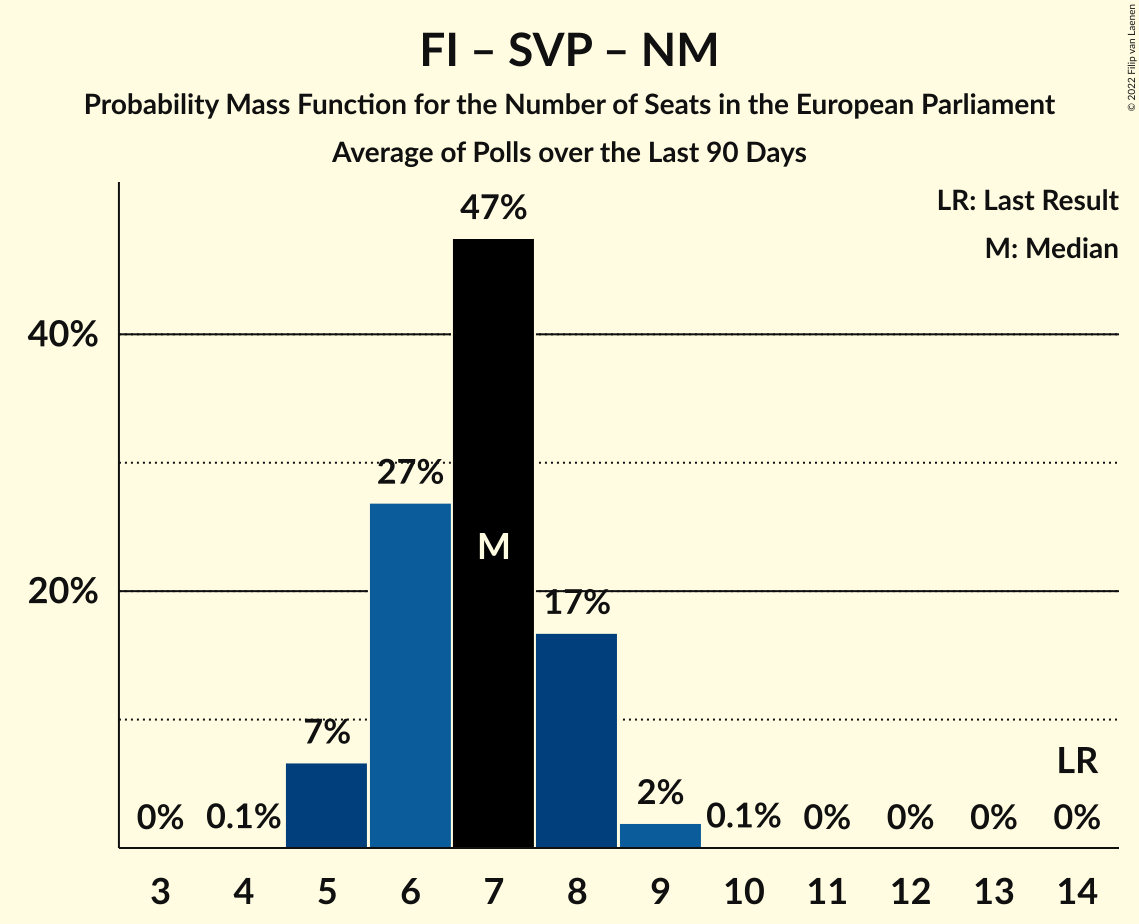 FI – SVP – NM
Probability Mass Function for the Number of Seats in the European Parliament
Average of Polls over the Last 90 Days
© 2022 Filip van Laenen
LR: Last Result
M: Median
47%
40%
27%
M
20%
17%
7%
LR
2%
0% 0.1% 0.1% 0% 0% 0% 0%
3 4 5 6 7 8 9 10 11 12 13 14